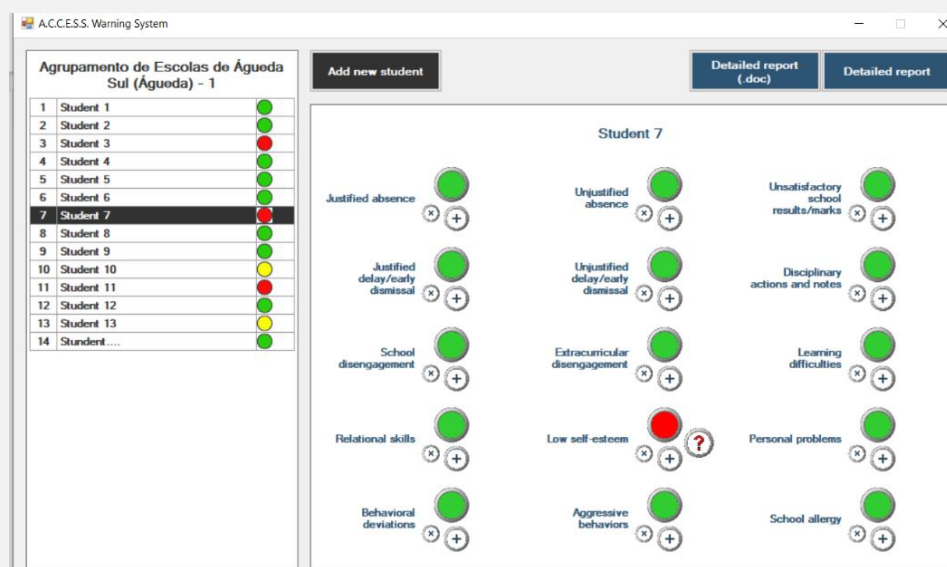 A.C.C.E.S.S. Warning System
Agrupamento de Escolas de Águeda
Sul (Águeda) - 1
1 Student 1
2 Student 2
3 Student 3
4 Student 4
5 Student 5
6 Student 6
7 Student 7
8 Student 8
9 Student 9
10 Student 10
11 Student 11
12 Student 12
13 Student 13
14 Stundent....
Add new student
Detailed report
(.doc)
Detailed report
Student 7
Justified absence
Unjustified
absence
Unsatisfactory
school
results/marks
Justified
delay/early
dismissal
Unjustified
delay/early
dismissal
Disciplinary
actions and notes
School
disengagement
Extracurricular
disengagement
Learning
difficulties
Relational skills
Low self-esteem
?
Personal problems
Behavioral
deviations
Aggressive
behaviors
School allergy